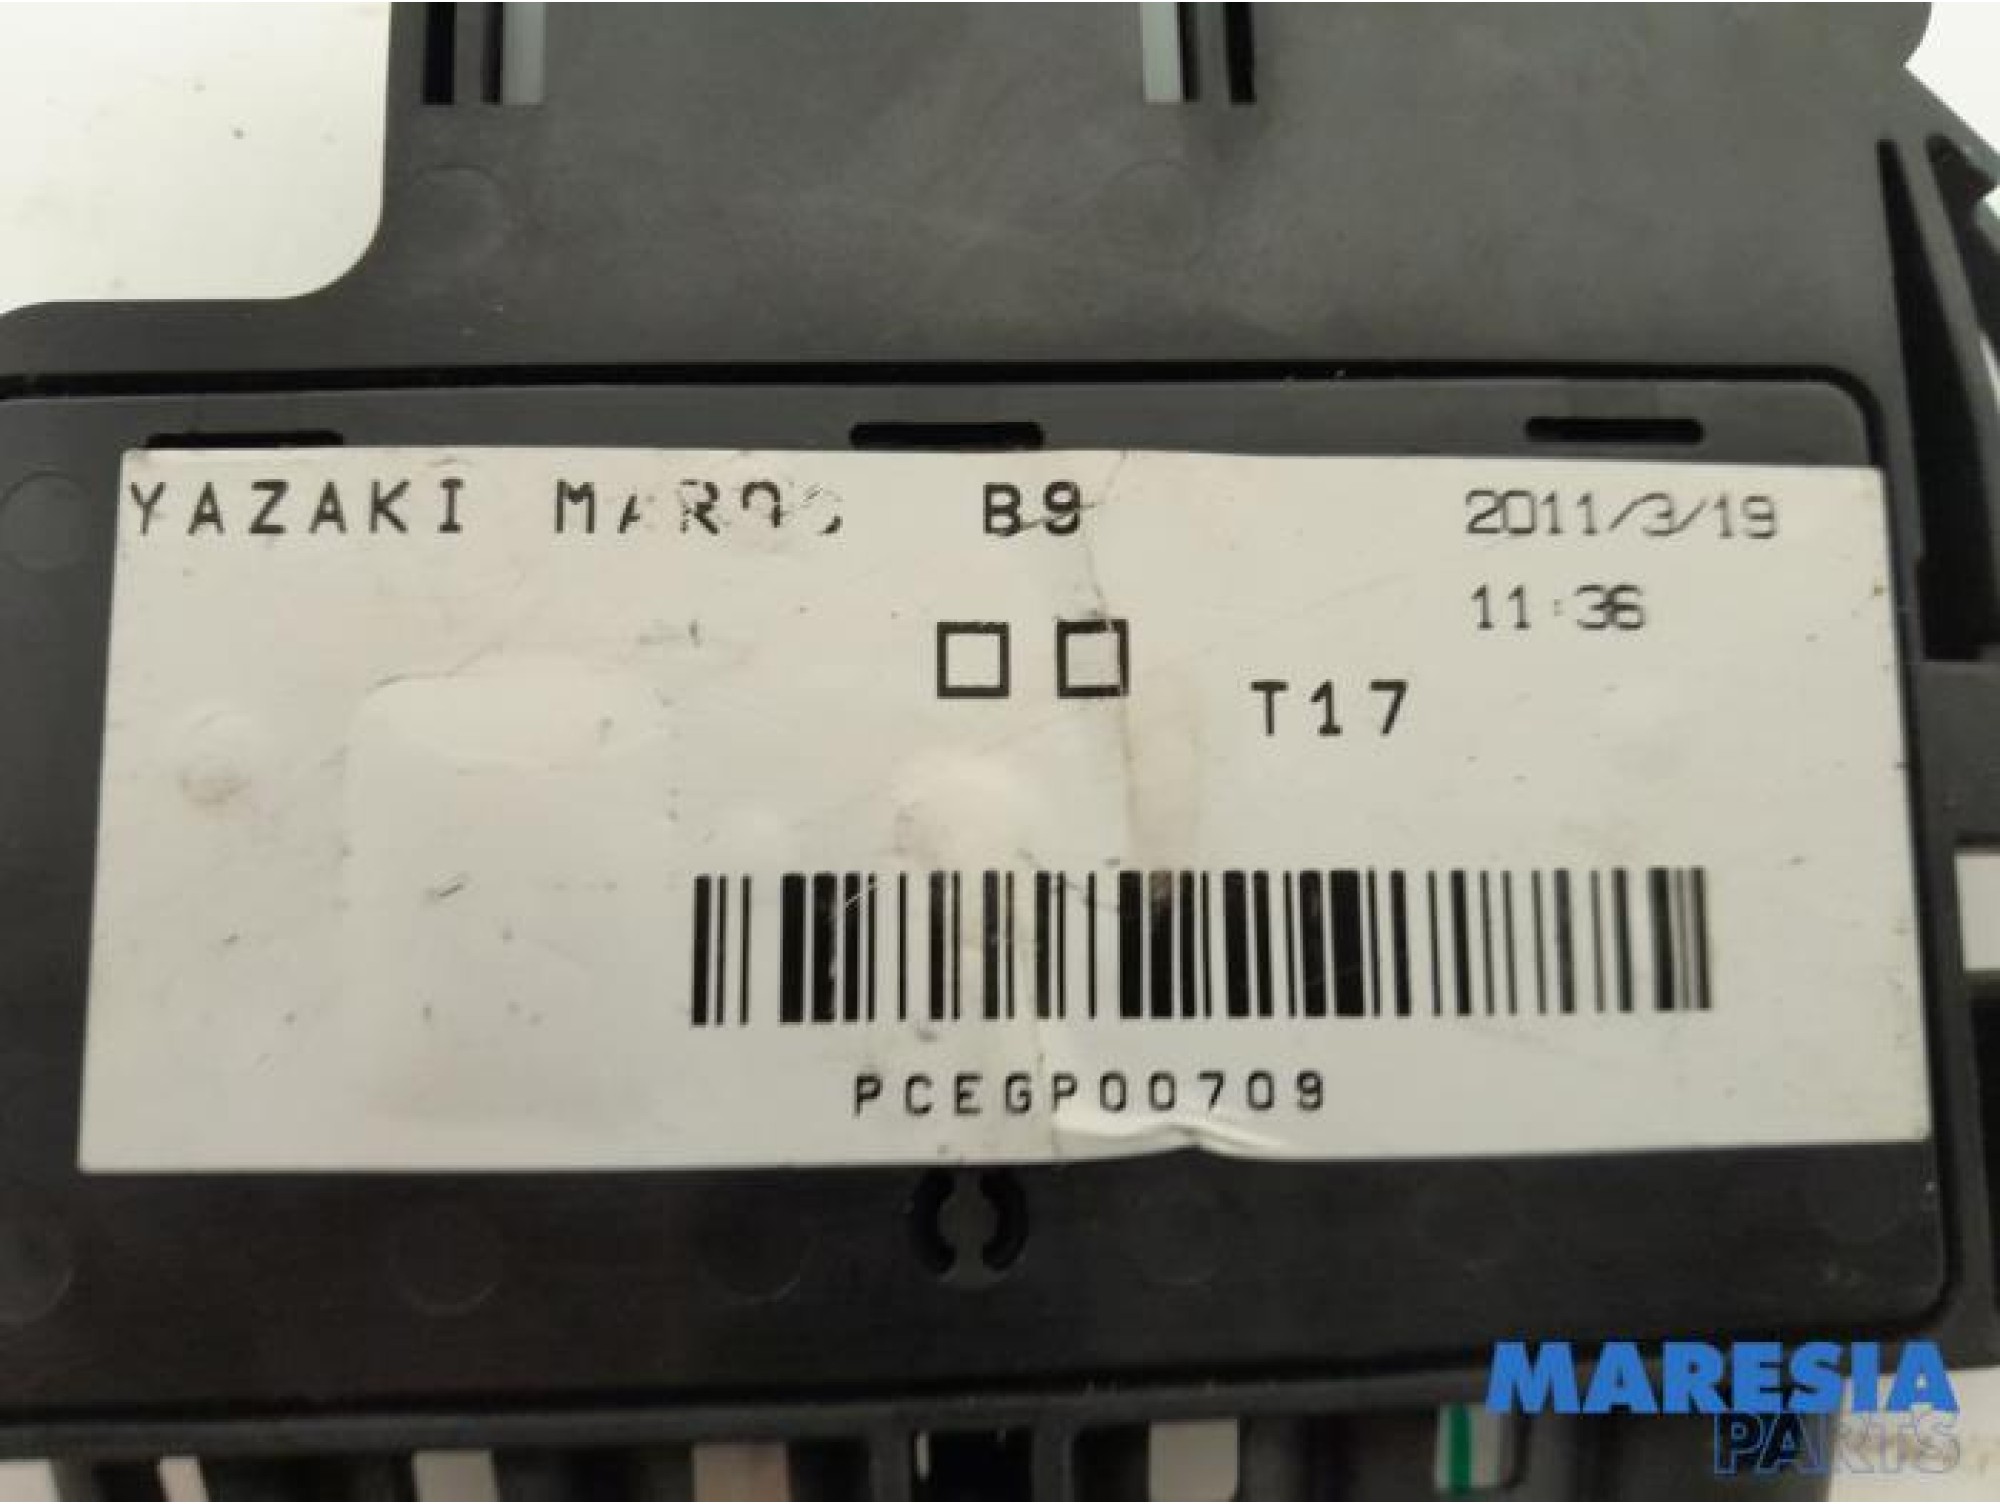 YAZAKI B9 2011/3/19
11:36
T17
PCEGP00709
MARESIA
PARTS